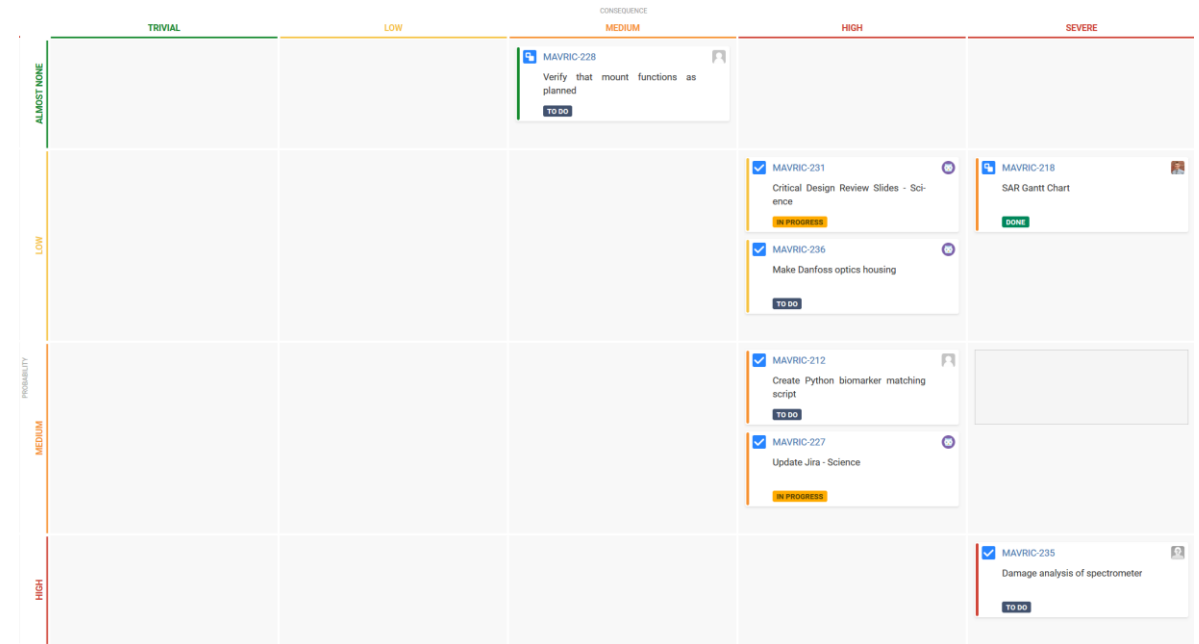 CONSEQUENCE
TRIVIAL
LOW
MEDIUM
HIGH
SEVERE
PROBABILITY
ALMOST NONE
MAVRIC-228
Verify that mount functions as
planned
TO DO
LOW
MAVRIC-231
Critical Design Review Slides - Sci-
ence
IN PROGRESS
MAVRIC-236
Make Danfoss optics housing
TO DO
MAVRIC-218
SAR Gantt Chart
DONE
MEDIUM
MAVRIC-212
Create Python biomarker matching
script
TO DO
MAVRIC-227
Update Jira - Science
IN PROGRESS
HIGH
MAVRIC-235
Damage analysis of spectrometer
TO DO